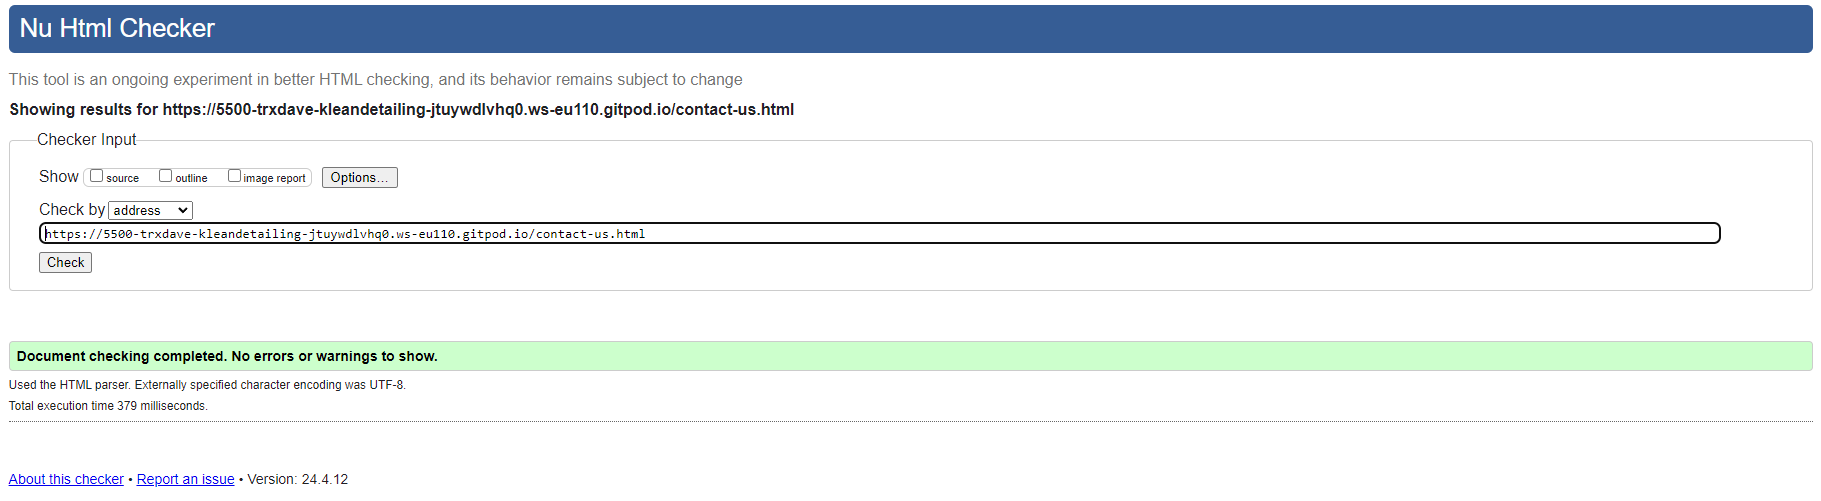 Nu Html Checker
This tool is an ongoing experiment in better HTML checking, and its behavior remains subject to change
Showing results for https://5500-trxdave-kleandetailing-jtuywdlvhq0.ws-eu110.gitpod.io/contact-us.html
Checker Input
Show source outline image report Options...
Check by address
https://5500-trxdave-kleandetailing-jtuywdlvhq0.ws-eu110.gitpod.io/contact-us.html
Check
Document checking completed. No errors or warnings to show.
Used the HTML parser. Externally specified character encoding was UTF-8.
Total execution time 379 milliseconds.
About this checker • Report an issue • Version: 24.4.12